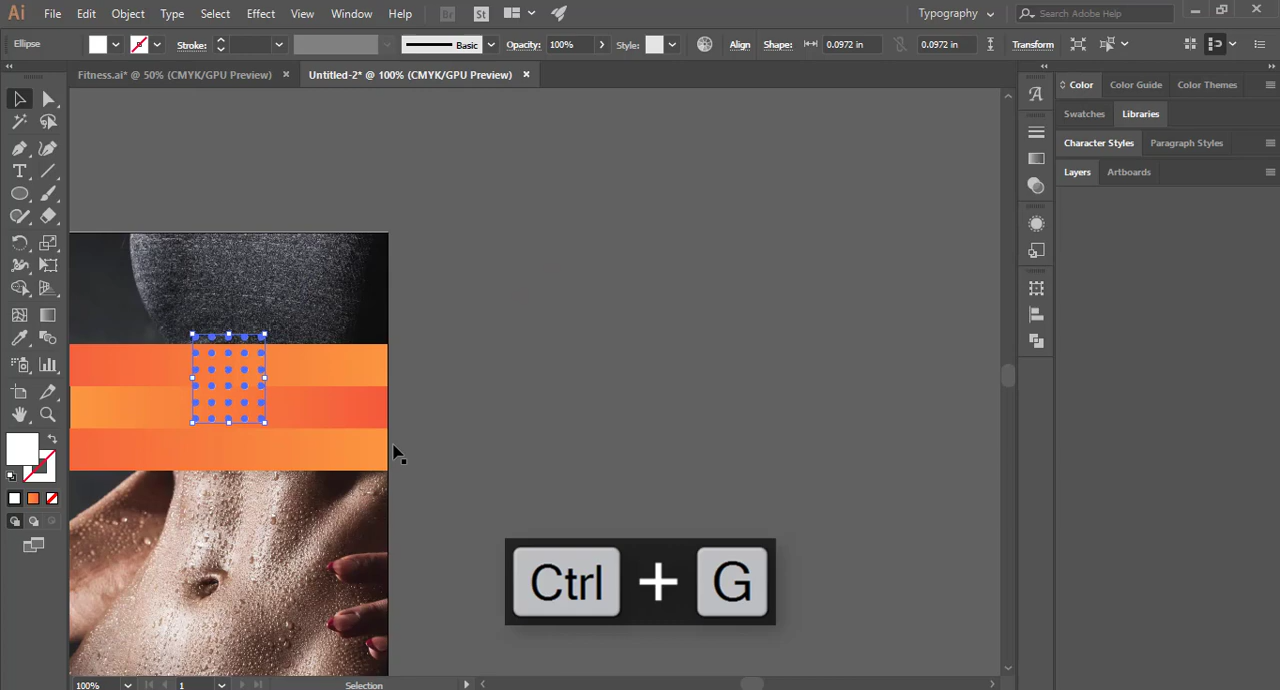 Ai File Edit Object Type Select Effect View Window Help Br St Typography Search Adobe Help
Ellipse Stroke: Basic Opacity: 100% Style: Align Shape: 0.0972 in 0.0972 in Transform
Fitness.ai* @ 50% (CMYK/GPU Preview) Untitled-2* @ 100% (CMYK/GPU Preview)
Color Color Guide Color Themes
Swatches Libraries
Character Styles Paragraph Styles
Layers Artboards
Ctrl + G
100% 1 Selection